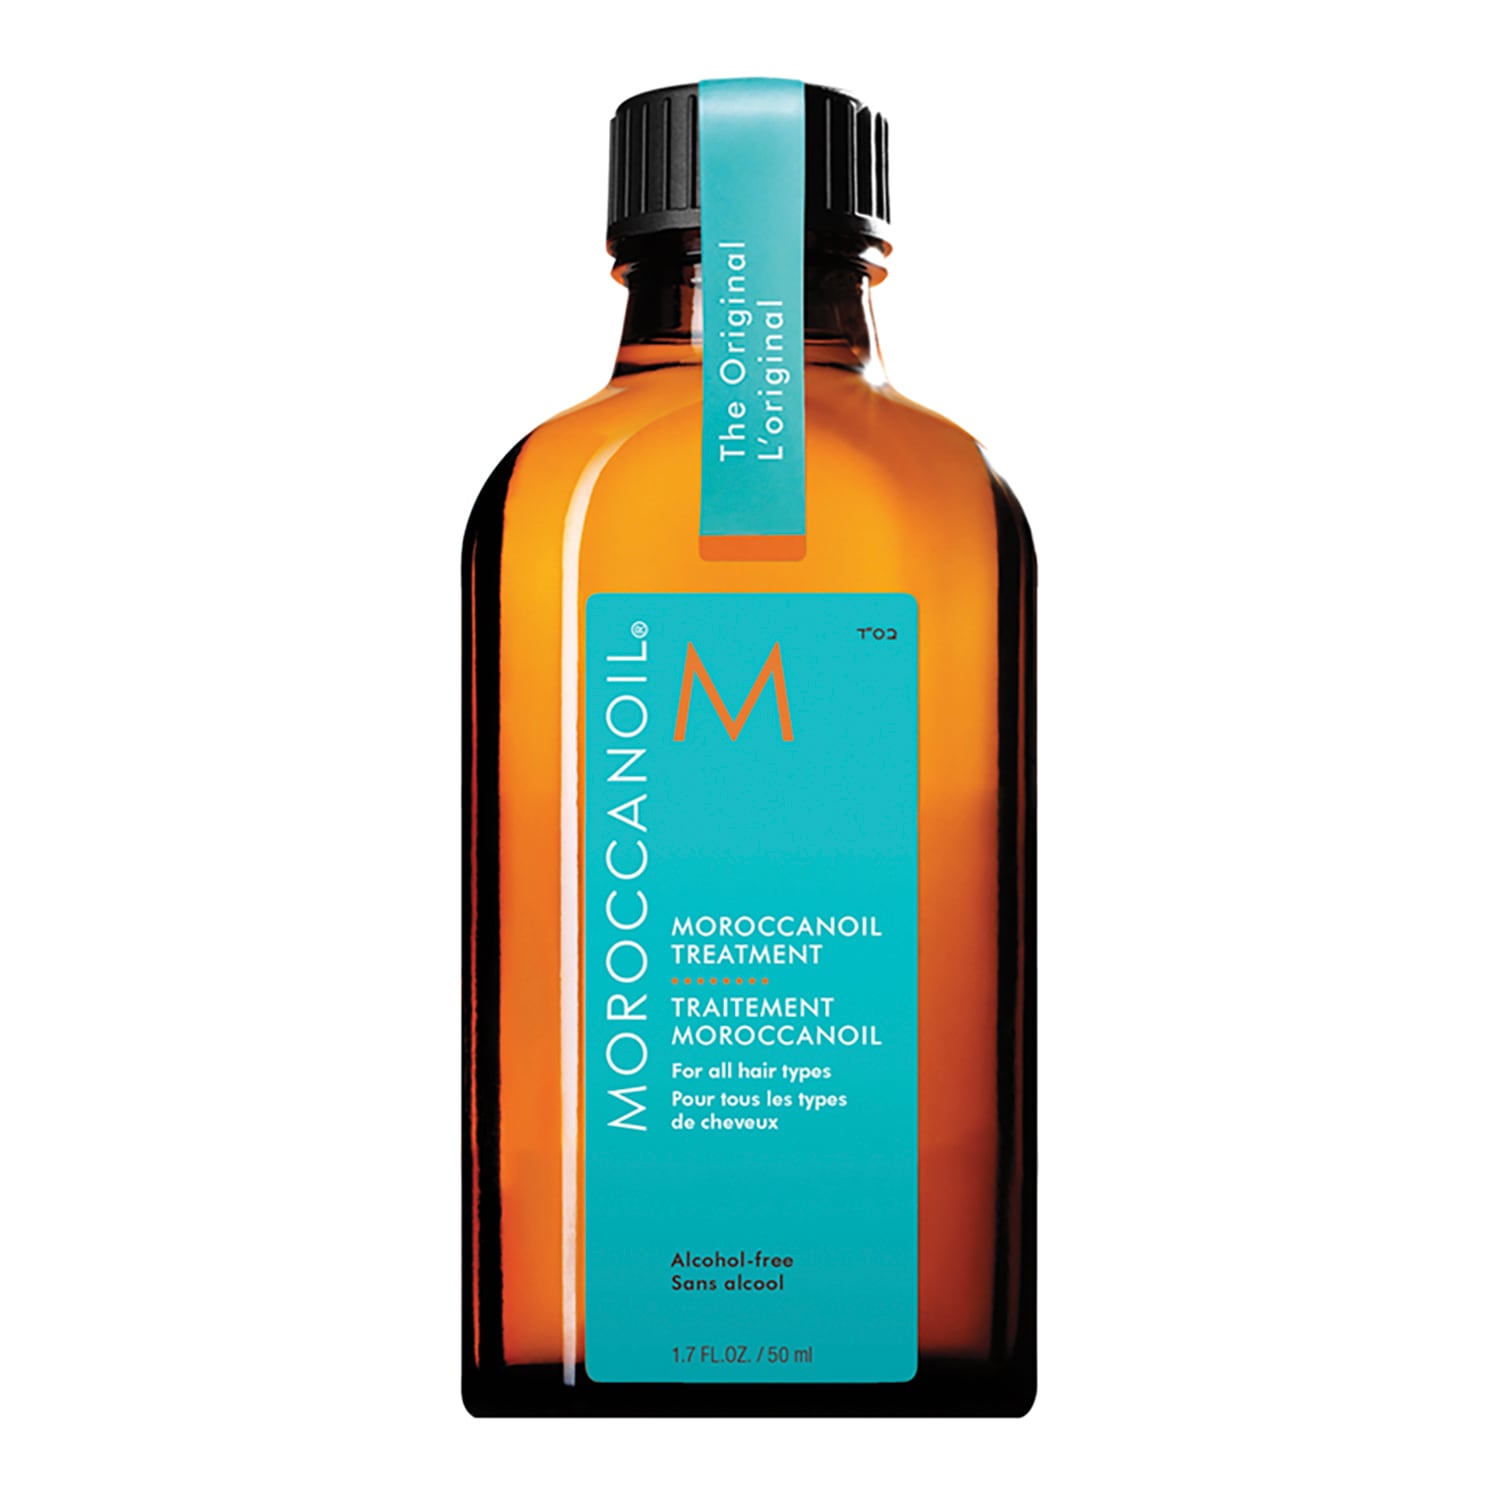 The Original
L'original
MOROCCANOIL®
M
בס"ד
MOROCCANOIL
TREATMENT
TRAITEMENT
MOROCCANOIL
For all hair types
Pour tous les types
de cheveux
Alcohol-free
Sans alcool
1.7 FL.OZ. / 50 ml